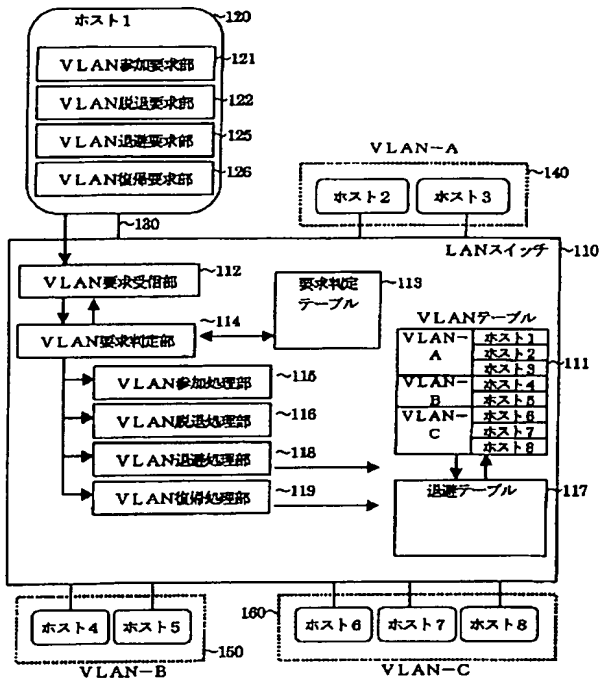 ホスト1
120
VLAN参加要求部
121
VLAN脱退要求部
122
VLAN退避要求部
125
VLAN復帰要求部
126
130
VLAN-A
ホスト2
ホスト3
140
LANスイッチ
110
VLAN要求受信部
112
要求判定
テーブル
113
VLAN要求判定部
114
VLANテーブル
VLAN-
A
ホスト1
ホスト2
ホスト3
VLAN-
B
ホスト4
ホスト5
VLAN-
C
ホスト6
ホスト7
ホスト8
111
VLAN参加処理部
115
VLAN脱退処理部
116
VLAN退避処理部
118
VLAN復帰処理部
119
退避テーブル
117
ホスト4
ホスト5
150
VLAN-B
160
ホスト6
ホスト7
ホスト8
VLAN-C